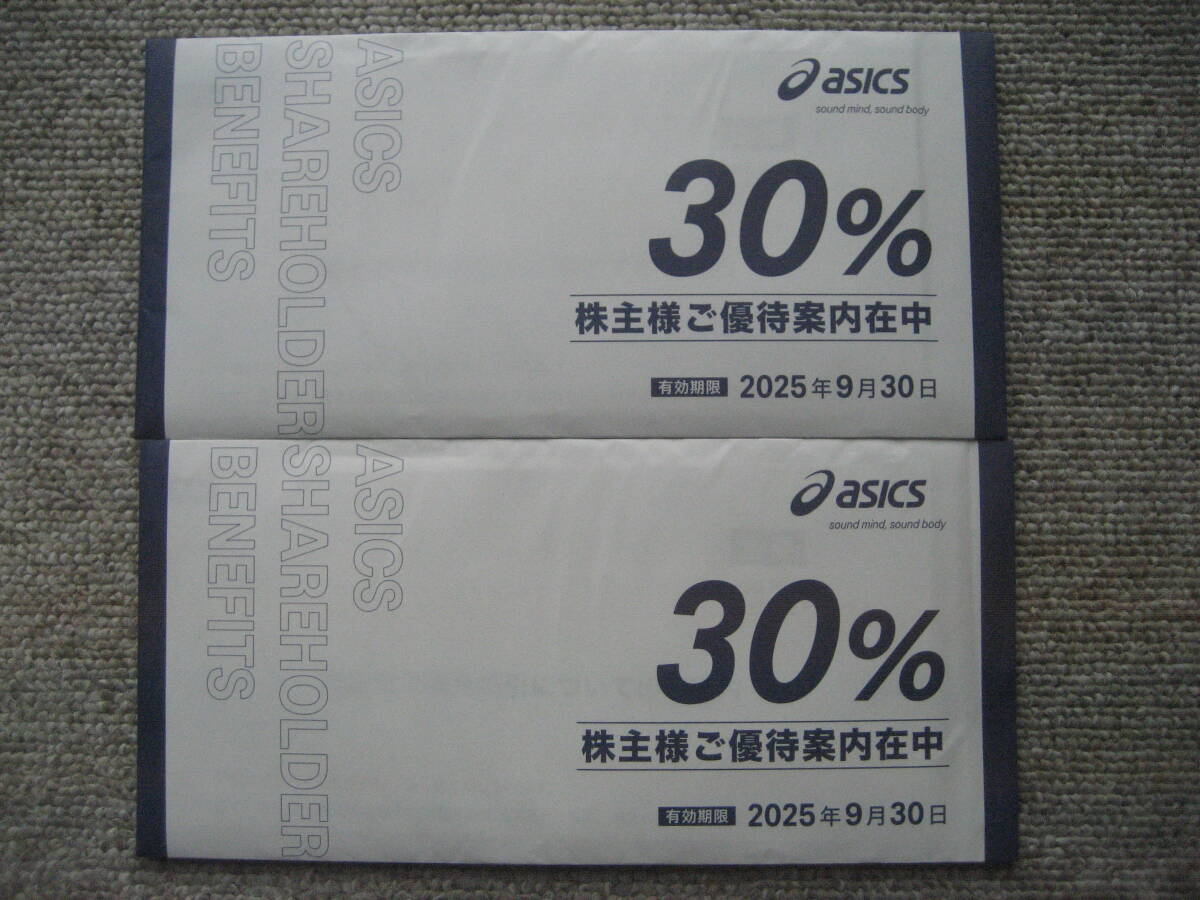 ASICS
SHAREHOLDER
BENEFITS
asics
sound mind, sound body
30%
株主様ご優待案内在中
有効期限 2025年9月30日
ASICS
SHAREHOLDER
BENEFITS
asics
sound mind, sound body
30%
株主様ご優待案内在中
有効期限 2025年9月30日